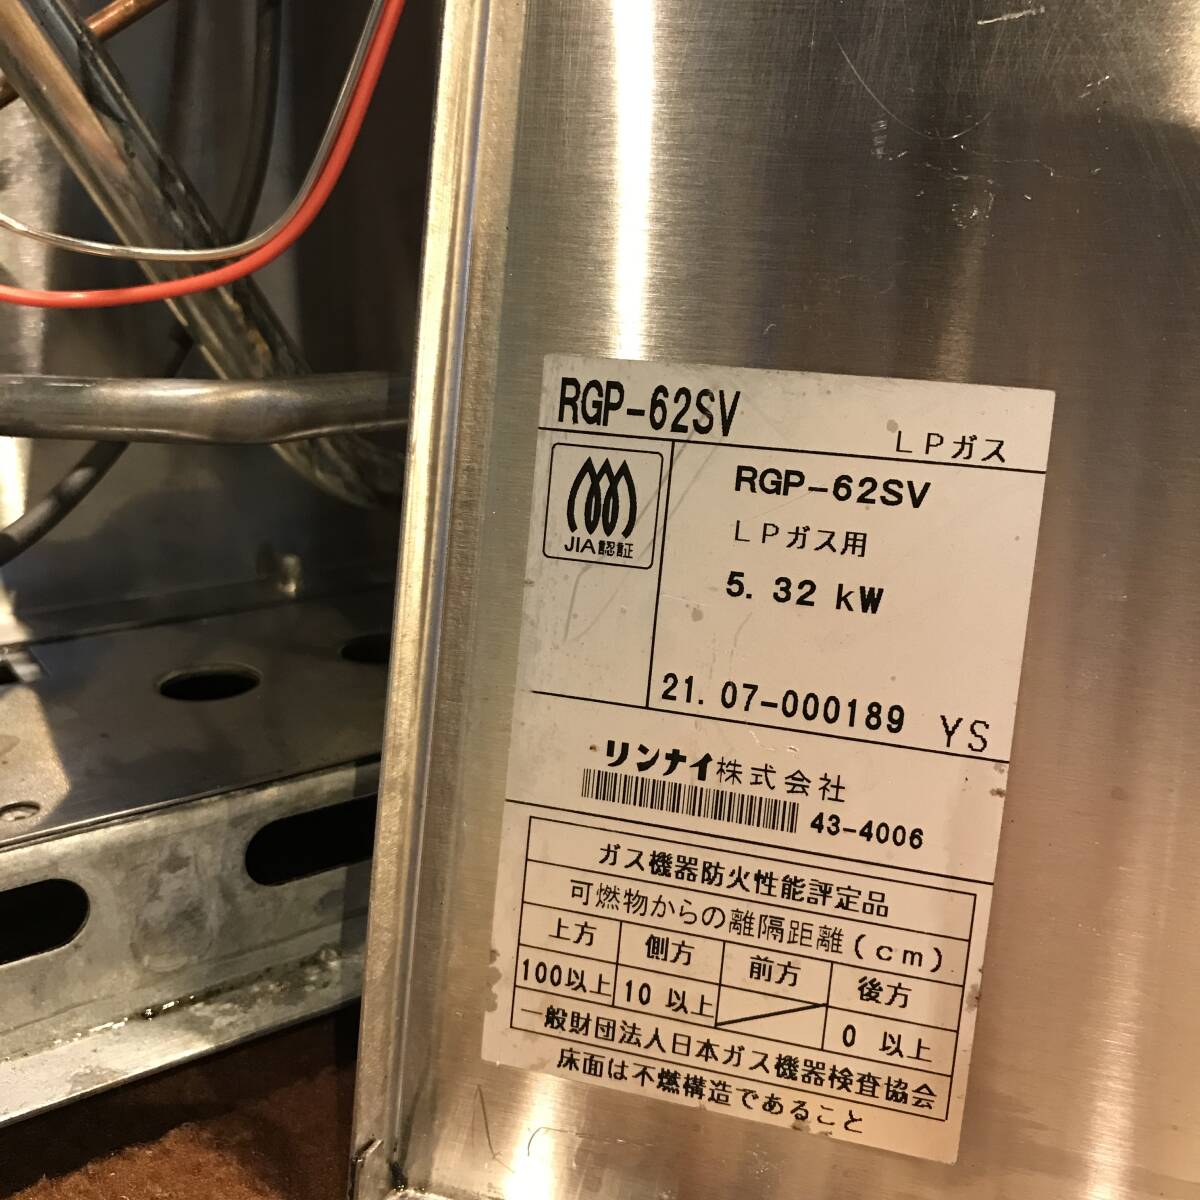 RGP-62SV
LPガス
JIA認証
RGP-62SV
LPガス用
5.32 kW
21.07-000189 YS
リンナイ株式会社
43-4006
ガス機器防火性能評定品
可燃物からの離隔距離(cm)
上方 側方 前方 後方
100以上 10以上 0以上
一般財団法人日本ガス機器検査協会
床面は不燃構造であること